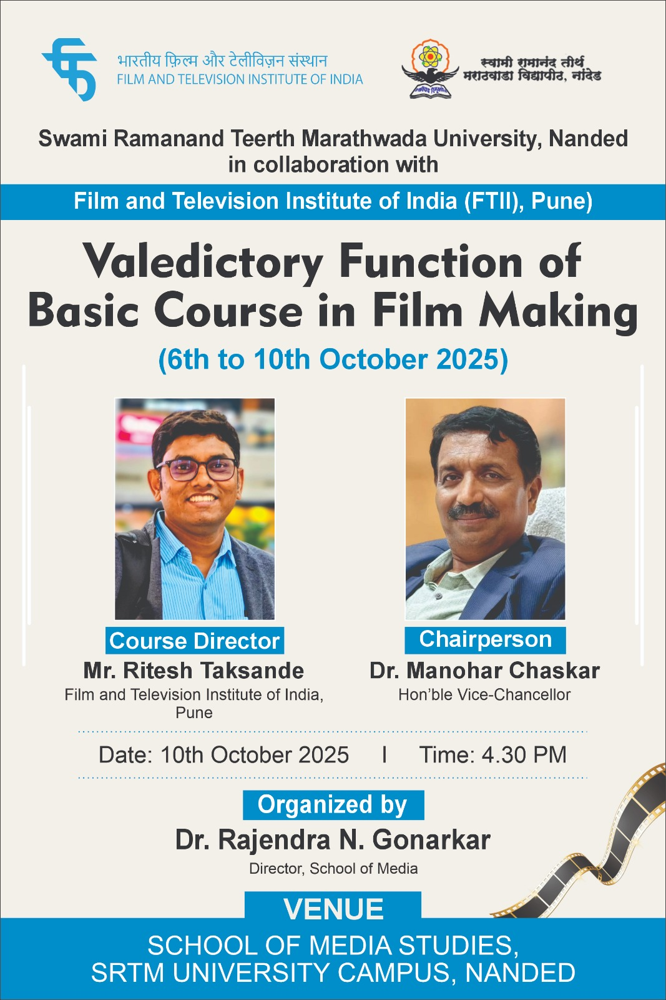 भारतीय फ़िल्म और टेलीविज़न संस्थान
FILM AND TELEVISION INSTITUTE OF INDIA
स्वामी रामानंद तीर्थ
मराठवाडा विद्यापीठ, नांदेड
Swami Ramanand Teerth Marathwada University, Nanded
in collaboration with
Film and Television Institute of India (FTII), Pune)
Valedictory Function of
Basic Course in Film Making
(6th to 10th October 2025)
Course Director
Mr. Ritesh Taksande
Film and Television Institute of India,
Pune
Chairperson
Dr. Manohar Chaskar
Hon'ble Vice-Chancellor
Date: 10th October 2025 I Time: 4.30 PM
Organized by
Dr. Rajendra N. Gonarkar
Director, School of Media
VENUE
SCHOOL OF MEDIA STUDIES,
SRTM UNIVERSITY CAMPUS, NANDED